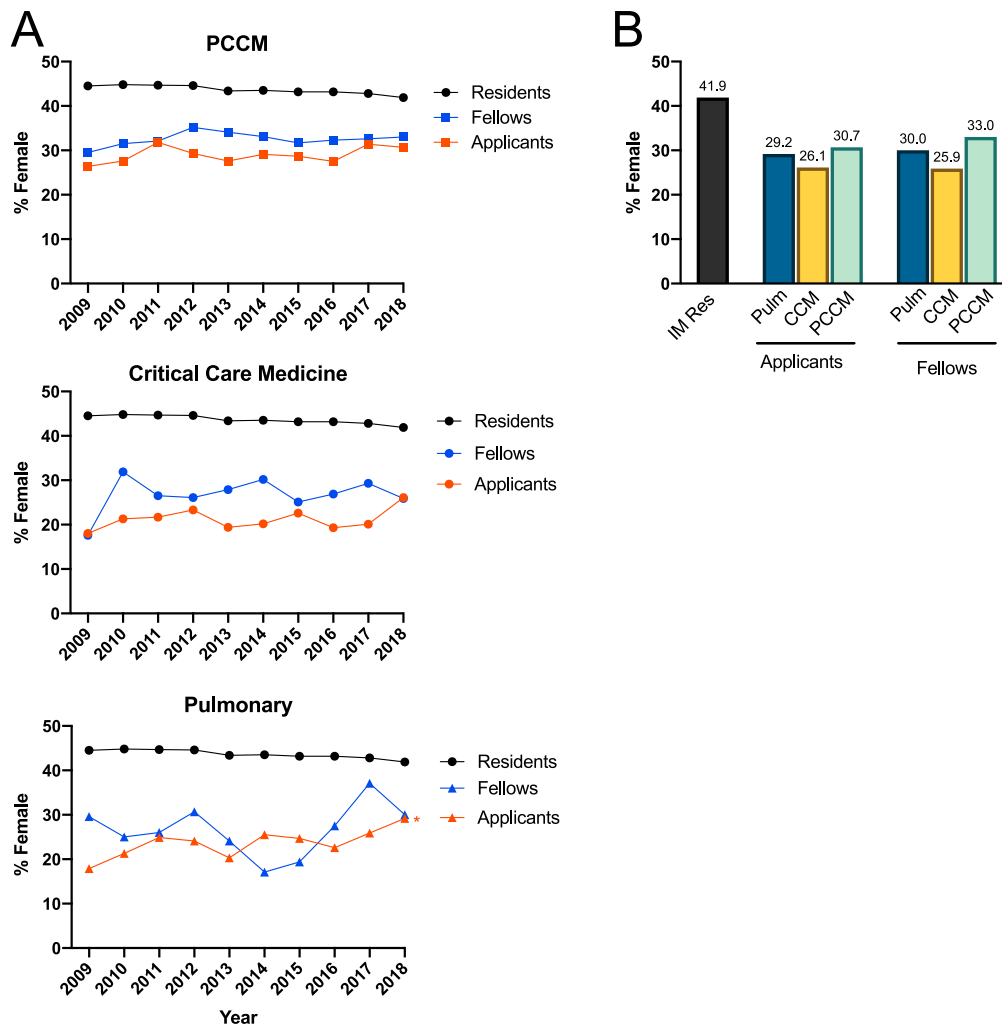 A
PCCM
% Female
50
40
30
20
10
0
2009
2010
2011
2012
2013
2014
2015
2016
2017
2018
Residents
Fellows
Applicants
Critical Care Medicine
% Female
50
40
30
20
10
0
2009
2010
2011
2012
2013
2014
2015
2016
2017
2018
Residents
Fellows
Applicants
Pulmonary
% Female
50
40
30
20
10
0
2009
2010
2011
2012
2013
2014
2015
2016
2017
2018
Year
Residents
Fellows
Applicants
*
B
% Female
50
40
30
20
10
0
41.9
29.2
26.1
30.7
30.0
25.9
33.0
IM Res
Pulm
CCM
PCCM
Pulm
CCM
PCCM
Applicants
Fellows